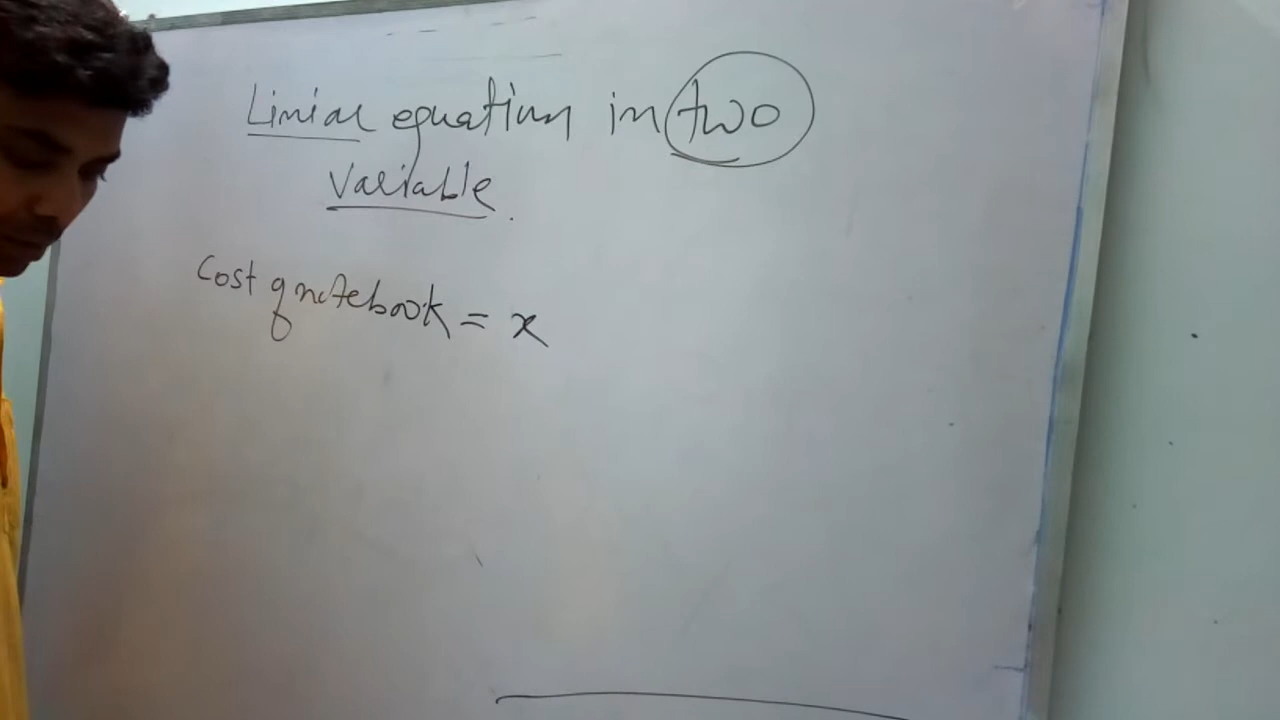 Liniar equation in two
Variable.
Cost of notebook = x